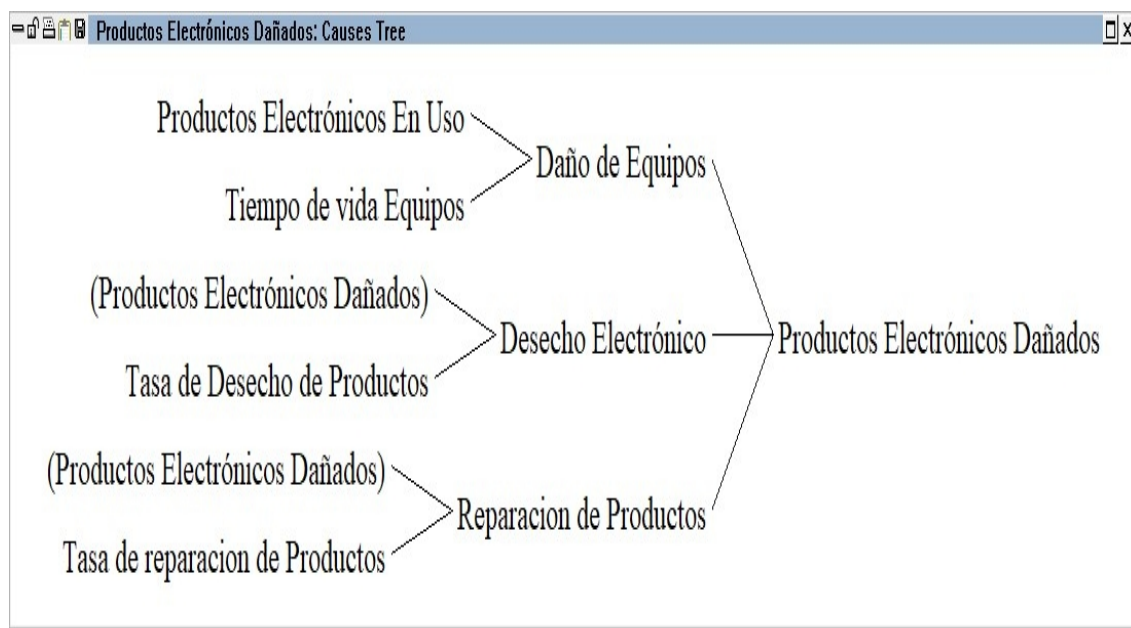 Productos Electrónicos Dañados: Causes Tree
Productos Electrónicos En Uso
Daño de Equipos
Tiempo de vida Equipos
(Productos Electrónicos Dañados)
Desecho Electrónico
Productos Electrónicos Dañados
Tasa de Desecho de Productos
(Productos Electrónicos Dañados)
Reparacion de Productos
Tasa de reparacion de Productos